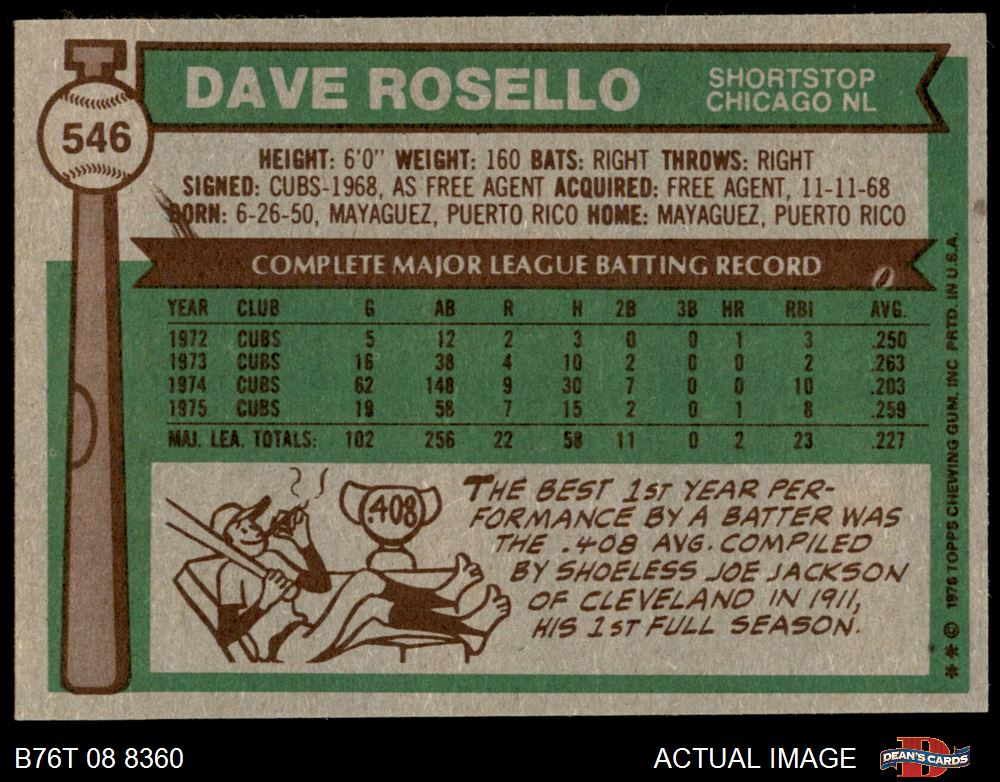 DAVE ROSELLO
SHORTSTOP
CHICAGO NL
546
HEIGHT: 6'0" WEIGHT: 160 BATS: RIGHT THROWS: RIGHT
SIGNED: CUBS-1968, AS FREE AGENT ACQUIRED: FREE AGENT, 11-11-68
BORN: 6-26-50, MAYAGUEZ, PUERTO RICO HOME: MAYAGUEZ, PUERTO RICO
COMPLETE MAJOR LEAGUE BATTING RECORD
YEAR CLUB G AB R H 2B 3B HR RBI AVG.
1972 CUBS 5 12 2 3 0 0 1 3 .250
1973 CUBS 16 38 4 10 2 0 0 2 .263
1974 CUBS 62 148 9 30 7 0 0 10 .203
1975 CUBS 19 58 7 15 2 0 1 8 .259
MAJ. LEA. TOTALS: 102 256 22 58 11 0 2 23 .227
.408
THE BEST 1ST YEAR PER-
FORMANCE BY A BATTER WAS
THE .408 AVG. COMPILED
BY SHOELESS JOE JACKSON
OF CLEVELAND IN 1911,
HIS 1ST FULL SEASON.
** © 1976 TOPPS CHEWING GUM, INC PRTD. IN U.S.A.
B76T 08 8360
ACTUAL IMAGE
D
DEAN'S CARDS